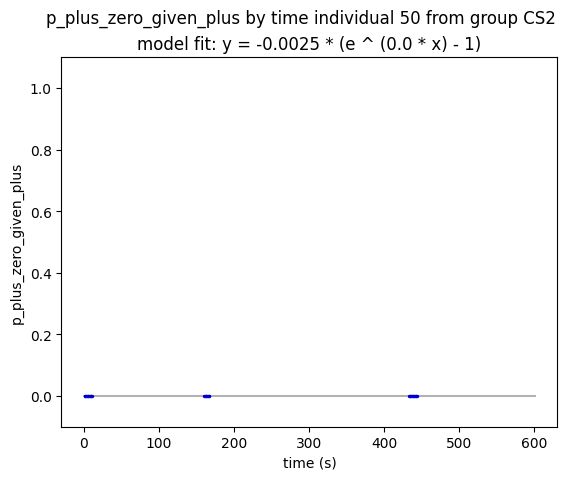 p_plus_zero_given_plus by time individual 50 from group CS2
model fit: y = -0.0025 * (e ^ (0.0 * x) - 1)
1.0
0.8
0.6
0.4
0.2
0.0
p_plus_zero_given_plus
0 100 200 300 400 500 600
time (s)